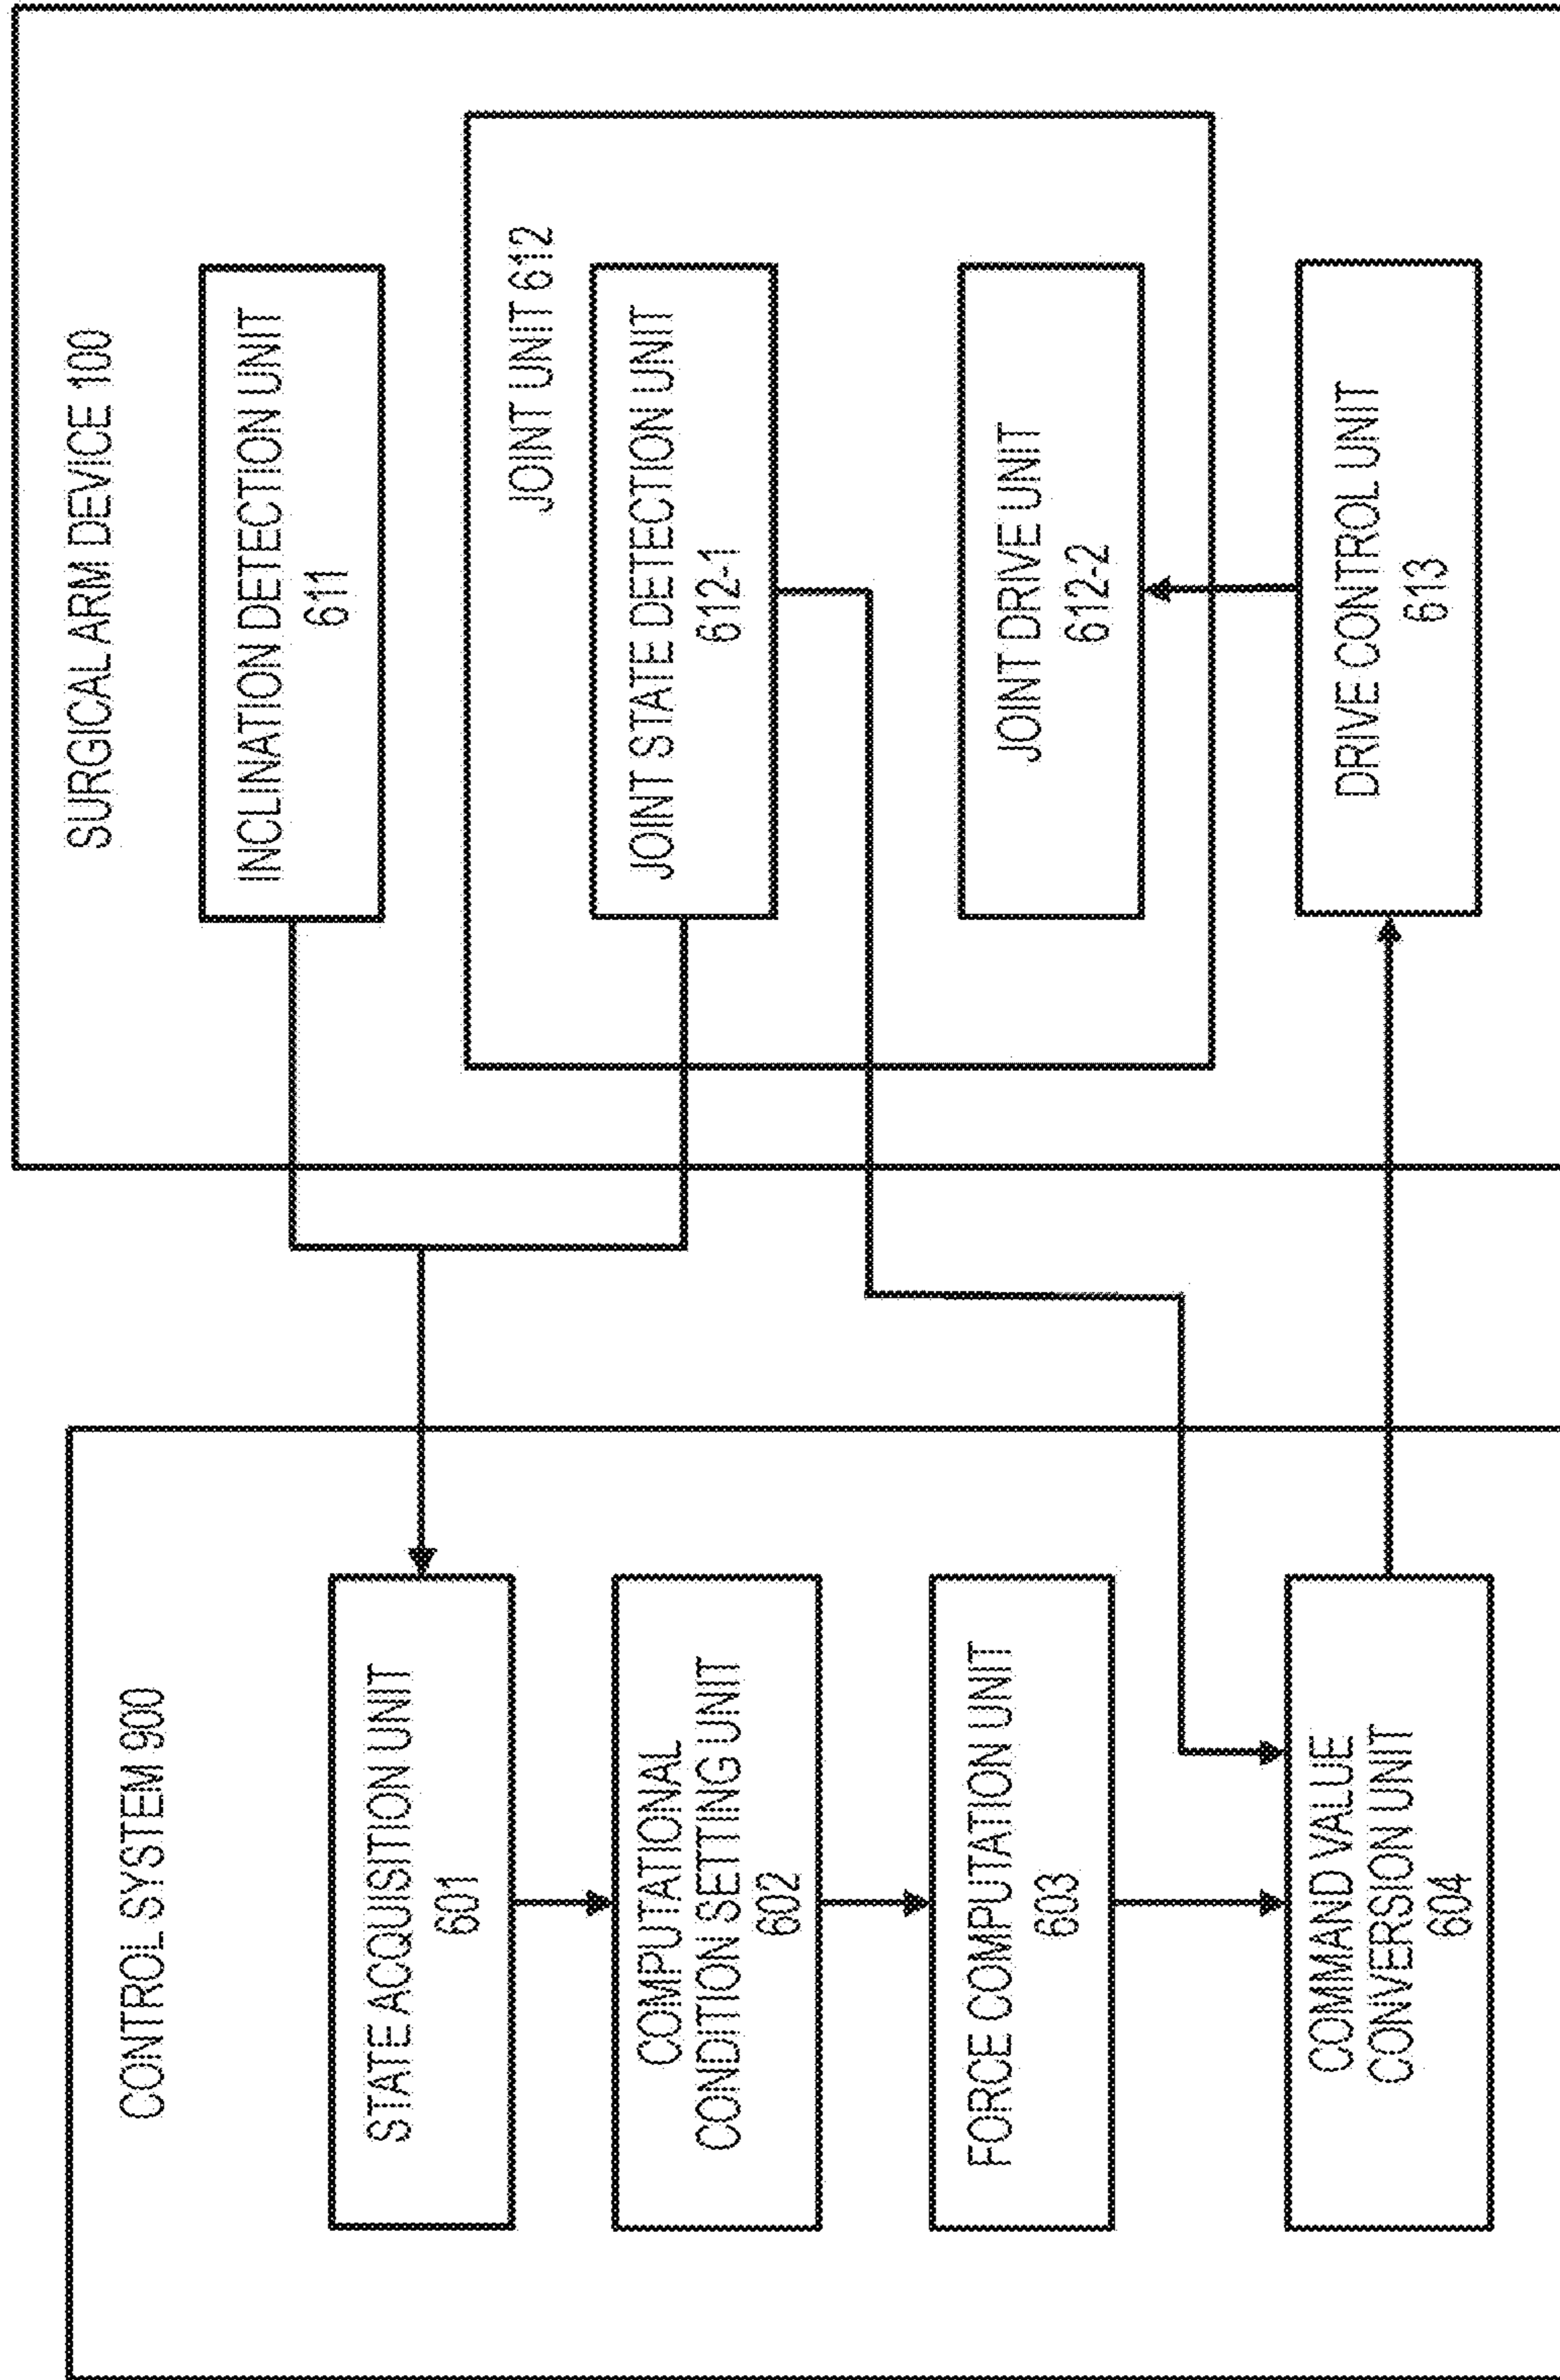 CONTROL SYSTEM 900
STATE ACQUISITION UNIT
601
COMPUTATIONAL
CONDITION SETTING UNIT
602
FORCE COMPUTATION UNIT
603
COMMAND VALUE
CONVERSION UNIT
604
SURGICAL ARM DEVICE 100
INCLINATION DETECTION UNIT
611
JOINT UNIT 612
JOINT STATE DETECTION UNIT
612-1
JOINT DRIVE UNIT
612-2
DRIVE CONTROL UNIT
613